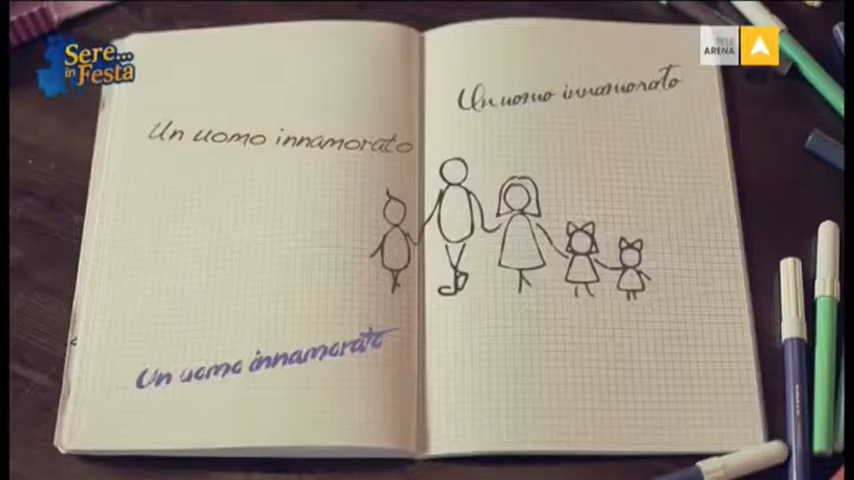 Sere...
in Festa
TELE
ARENA
Un uomo innamorato
Un uomo innamorato
Un uomo innamorato